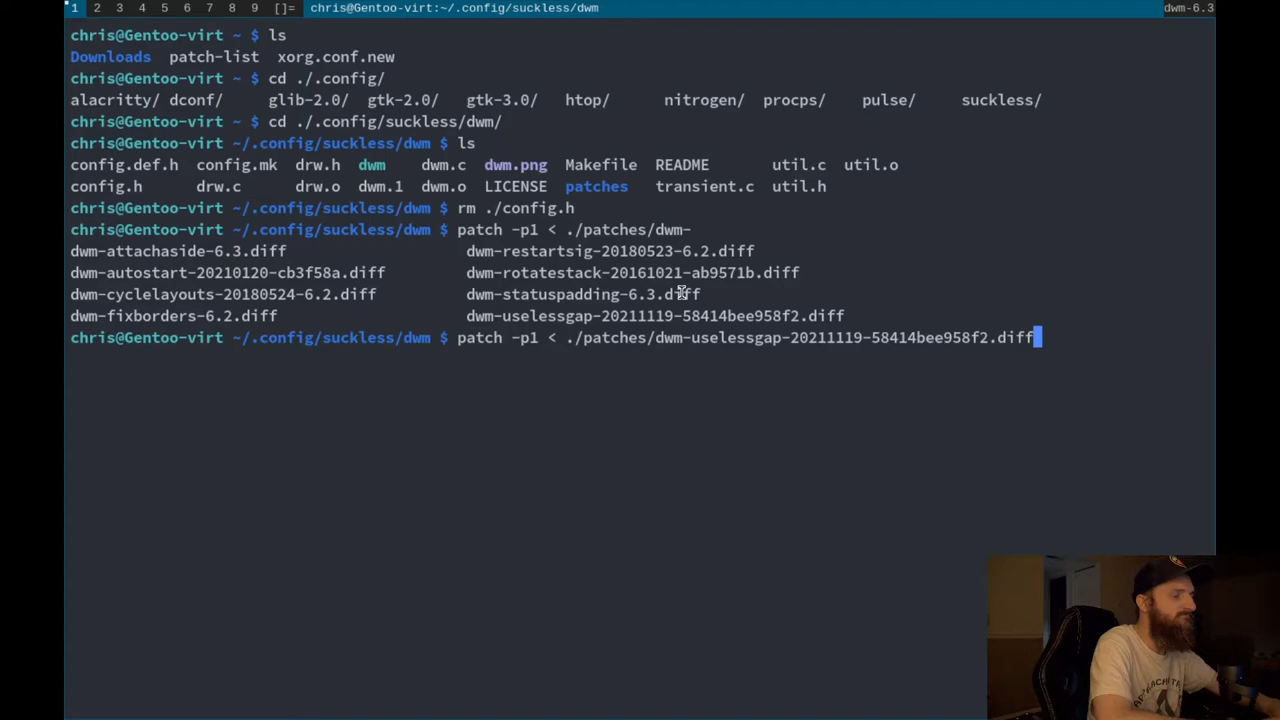 1 2 3 4 5 6 7 8 9 []= chris@Gentoo-virt:~/.config/suckless/dwm dwm-6.3
chris@Gentoo-virt ~ $ ls
Downloads patch-list xorg.conf.new
chris@Gentoo-virt ~ $ cd ./.config/
alacritty/ dconf/ glib-2.0/ gtk-2.0/ gtk-3.0/ htop/ nitrogen/ procps/ pulse/ suckless/
chris@Gentoo-virt ~ $ cd ./.config/suckless/dwm/
chris@Gentoo-virt ~/.config/suckless/dwm $ ls
config.def.h config.mk drw.h dwm dwm.c dwm.png Makefile README util.c util.o
config.h drw.c drw.o dwm.1 dwm.o LICENSE patches transient.c util.h
chris@Gentoo-virt ~/.config/suckless/dwm $ rm ./config.h
chris@Gentoo-virt ~/.config/suckless/dwm $ patch -p1 < ./patches/dwm-
dwm-attachaside-6.3.diff dwm-restartsig-20180523-6.2.diff
dwm-autostart-20210120-cb3f58a.diff dwm-rotatestack-20161021-ab9571b.diff
dwm-cyclelayouts-20180524-6.2.diff dwm-statuspadding-6.3.diff
dwm-fixborders-6.2.diff dwm-uselessgap-20211119-58414bee958f2.diff
chris@Gentoo-virt ~/.config/suckless/dwm $ patch -p1 < ./patches/dwm-uselessgap-20211119-58414bee958f2.diff